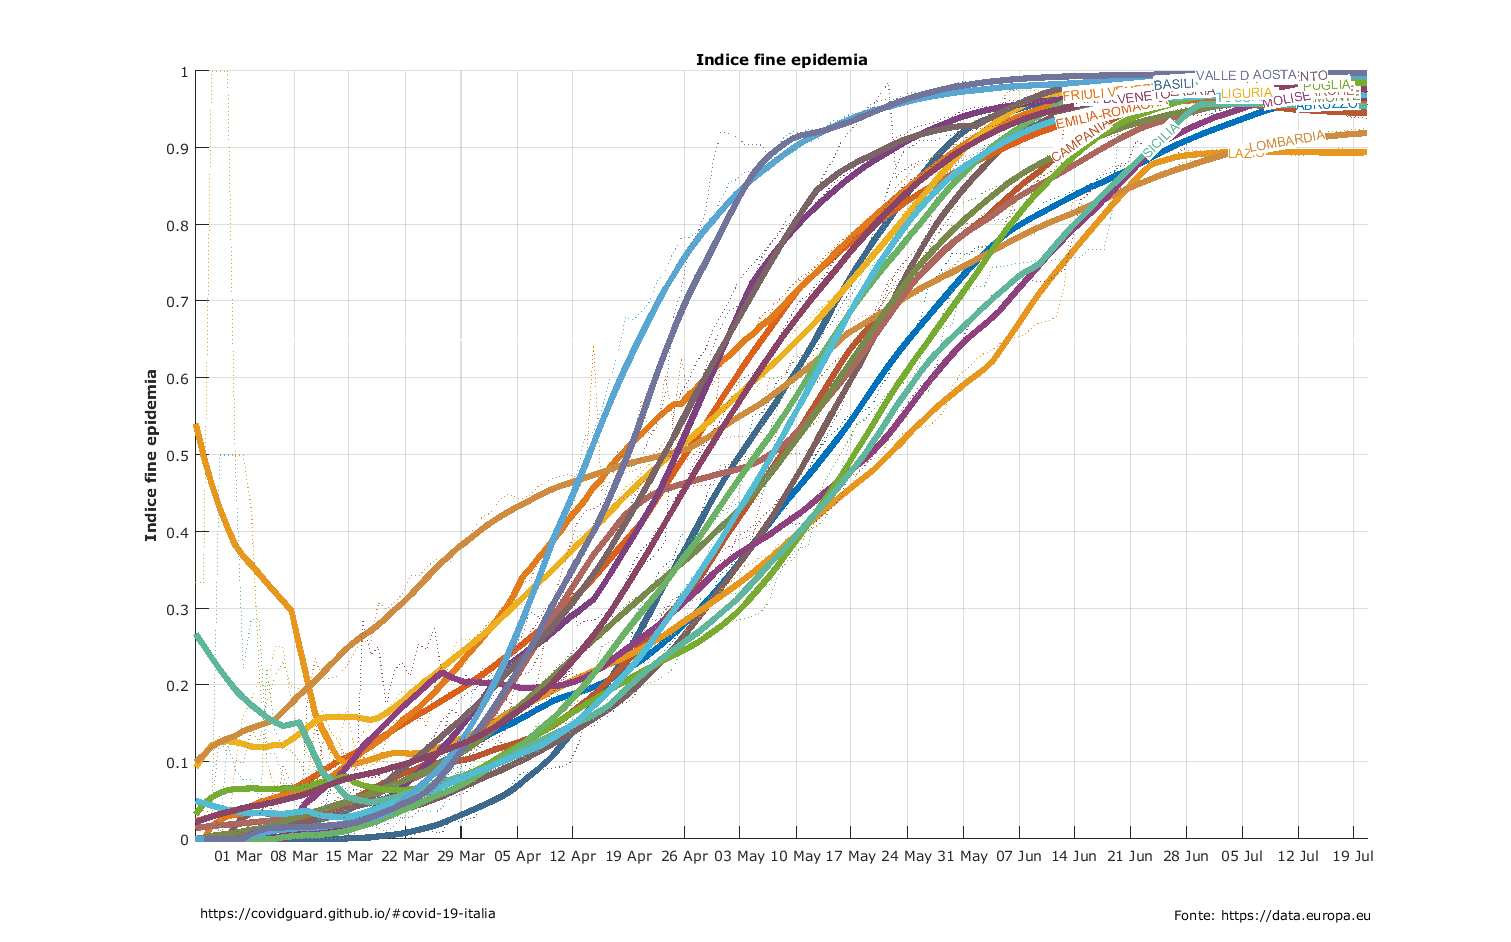 Indice fine epidemia
Indice fine epidemia
1
0.9
0.8
0.7
0.6
0.5
0.4
0.3
0.2
0.1
0
VALLE D AOSTA
BASILI
PUGLIA
FRIULI
VENETO
LIGURIA
MOLISE
ABRUZZO
EMILIA-ROMAG
CAMPANIA
SICILIA
LOMBARDIA
LAZIO
01 Mar 08 Mar 15 Mar 22 Mar 29 Mar 05 Apr 12 Apr 19 Apr 26 Apr 03 May 10 May 17 May 24 May 31 May 07 Jun 14 Jun 21 Jun 28 Jun 05 Jul 12 Jul 19 Jul
https://covidguard.github.io/#covid-19-italia
Fonte: https://data.europa.eu